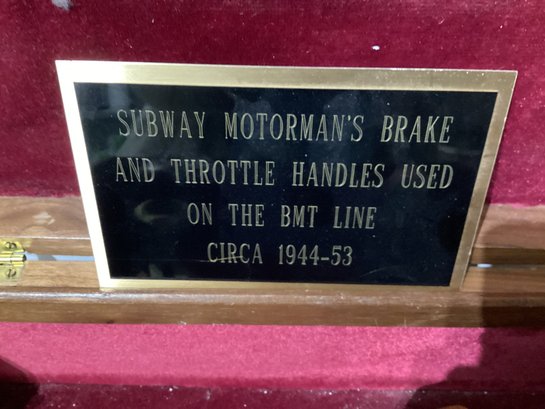 SUBWAY MOTORMAN'S BRAKE
AND THROTTLE HANDLES USED
ON THE BMT LINE
CIRCA 1944-53